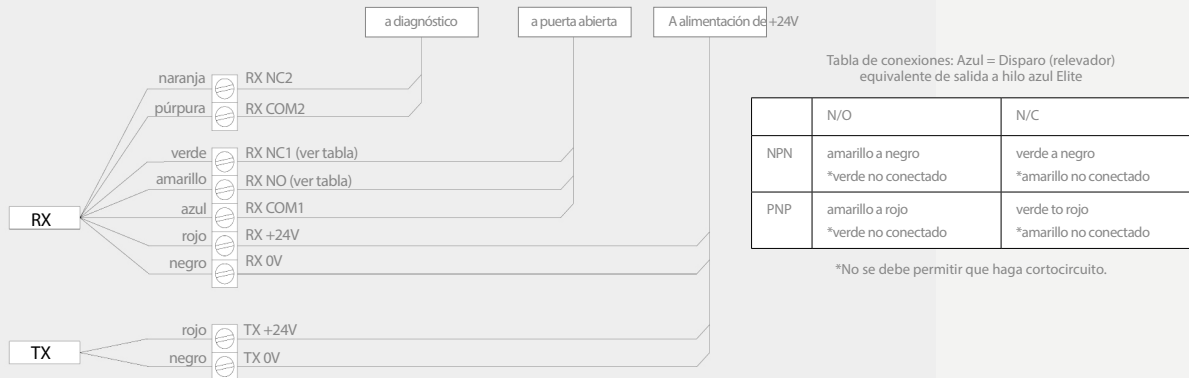 a diagnóstico
a puerta abierta
A alimentación de +24V
naranja RX NC2
púrpura RX COM2
verde RX NC1 (ver tabla)
amarillo RX NO (ver tabla)
azul RX COM1
rojo RX +24V
negro RX 0V
RX
rojo TX +24V
negro TX 0V
TX
Tabla de conexiones: Azul = Disparo (relevador)
equivalente de salida a hilo azul Elite
N/O N/C
NPN amarillo a negro verde a negro
*verde no conectado *amarillo no conectado
PNP amarillo a rojo verde to rojo
*verde no conectado *amarillo no conectado
*No se debe permitir que haga cortocircuito.